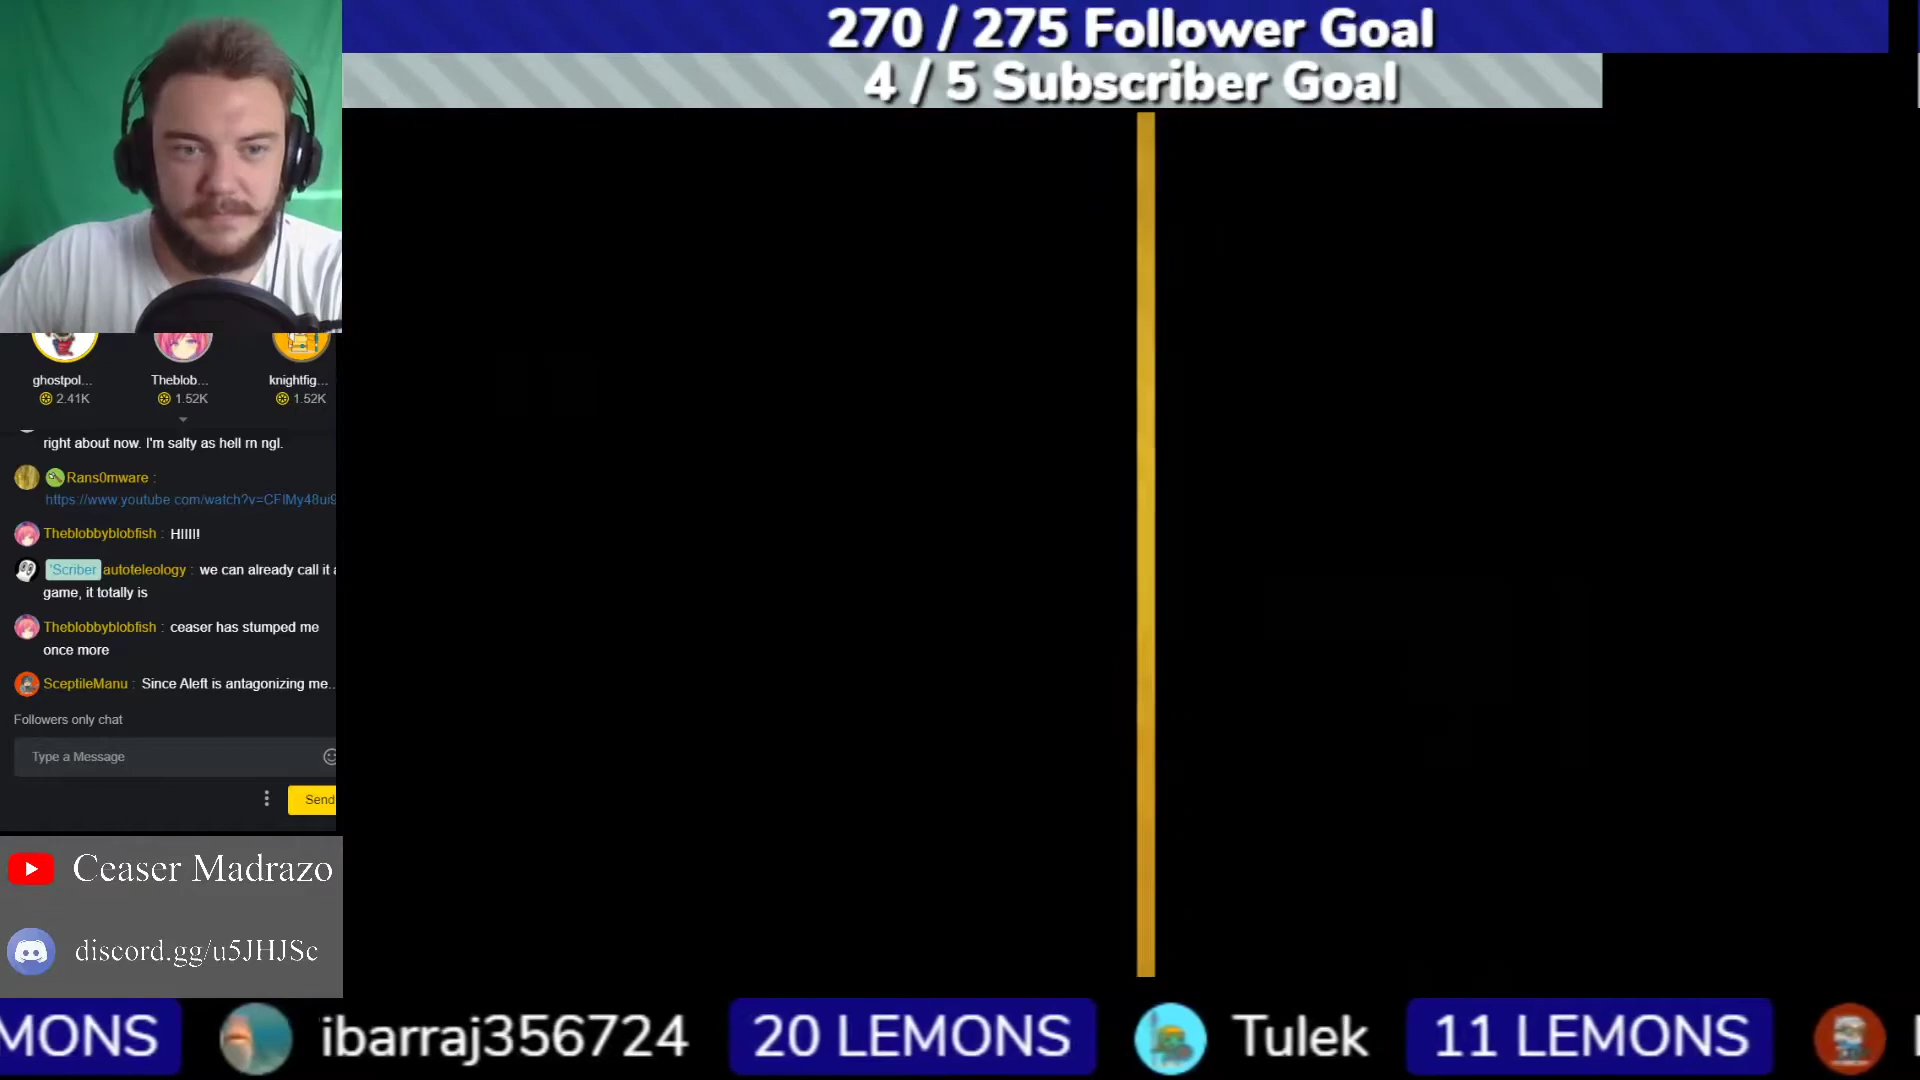 270 / 275 Follower Goal
4 / 5 Subscriber Goal
ghostpol... Theblob... knightfig...
2.41K 1.52K 1.52K
right about now. I'm salty as hell rn ngl.
Rans0mware :
https://www.youtube.com/watch?v=CFIMy48ui9
Theblobbyblobfish : HIIIII!
'Scriber autoteleology : we can already call it a
game, it totally is
Theblobbyblobfish : ceaser has stumped me
once more
SceptileManu : Since Aleft is antagonizing me..
Followers only chat
Type a Message
Send
Ceaser Madrazo
discord.gg/u5JHJSc
MONS ibarraj356724 20 LEMONS Tulek 11 LEMONS